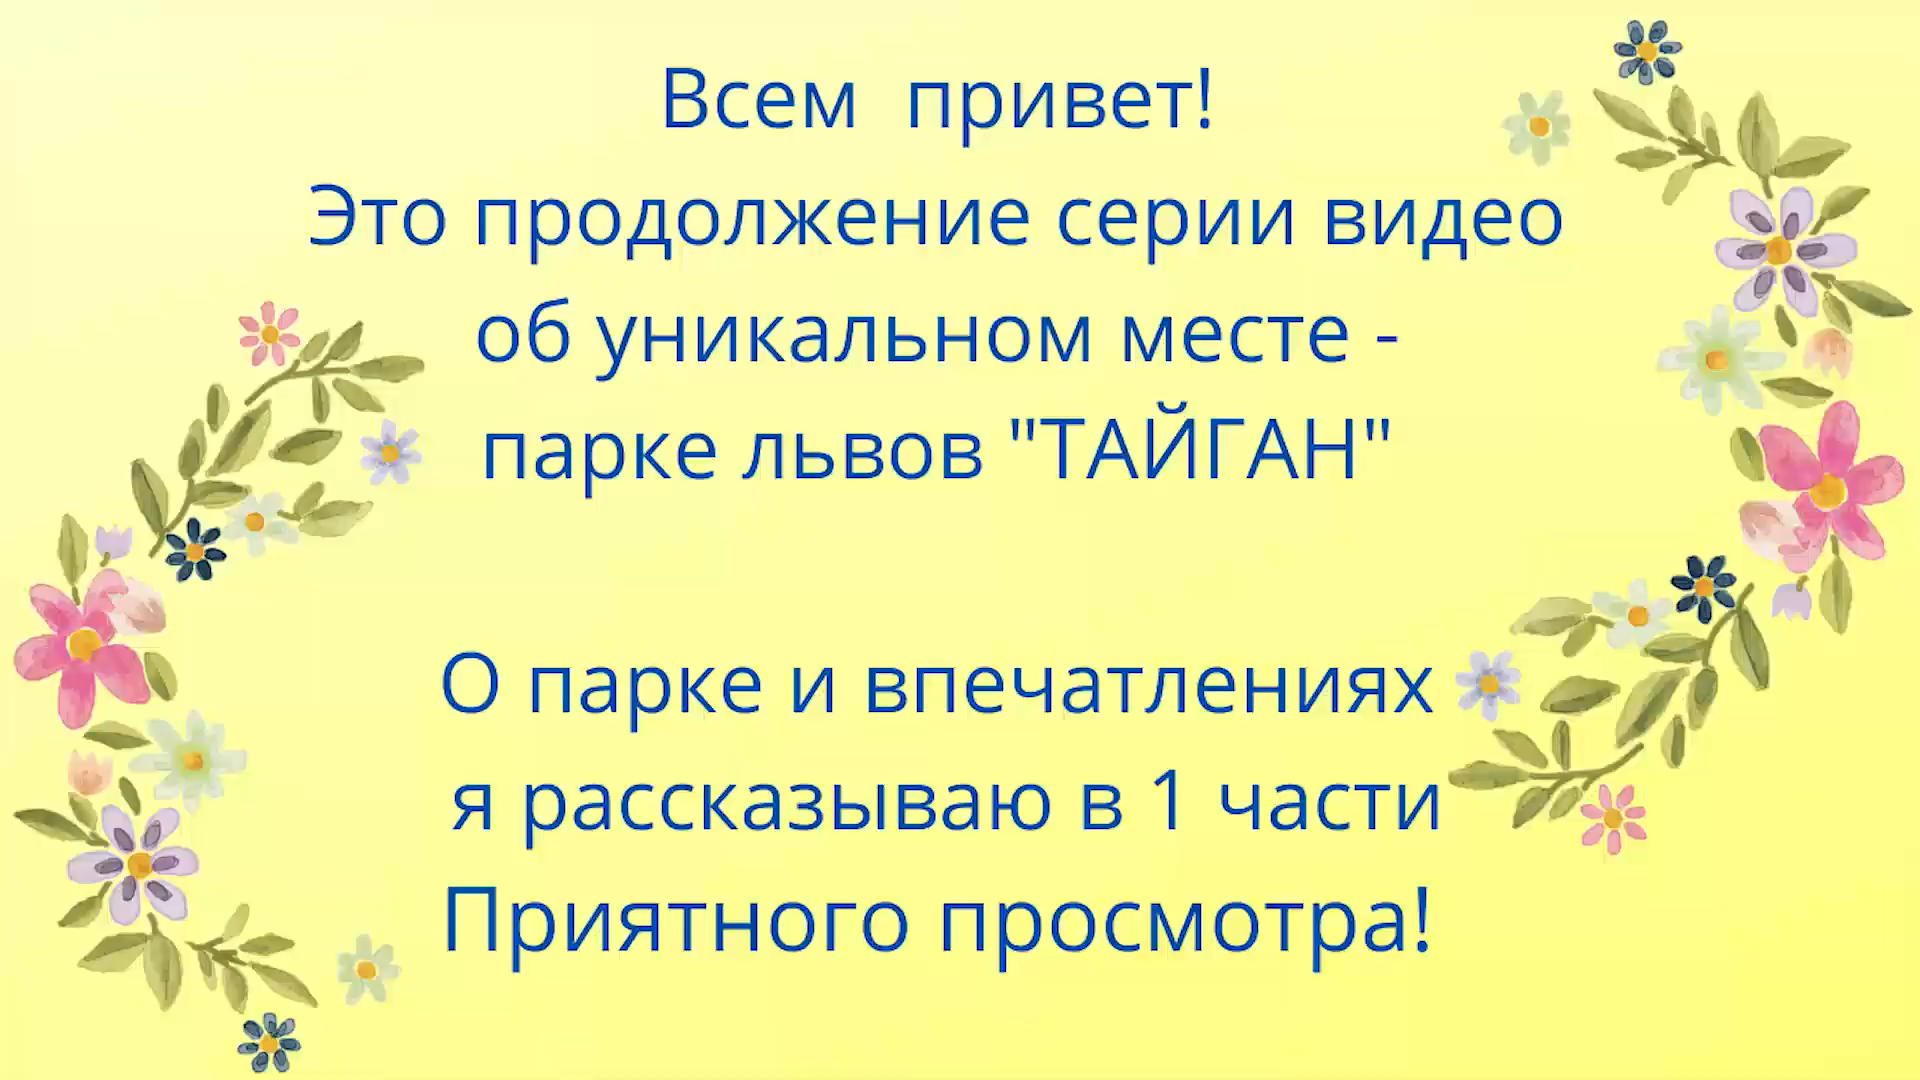 Всем привет!
Это продолжение серии видео
об уникальном месте -
парке львов "ТАЙГАН"
О парке и впечатлениях
я рассказываю в 1 части
Приятного просмотра!